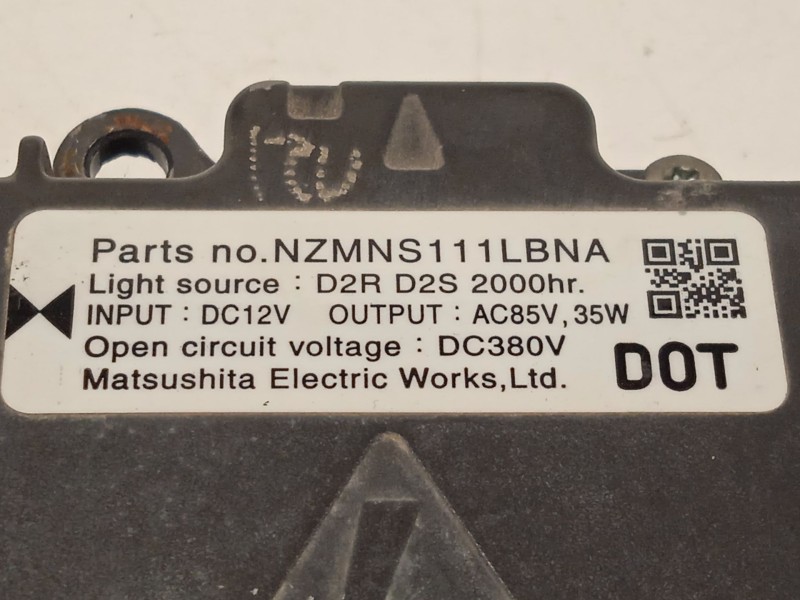 Parts no.NZMNS111LBNA
Light source : D2R D2S 2000hr.
INPUT : DC12V OUTPUT : AC85V,35W
Open circuit voltage : DC380V
Matsushita Electric Works,Ltd.
DOT